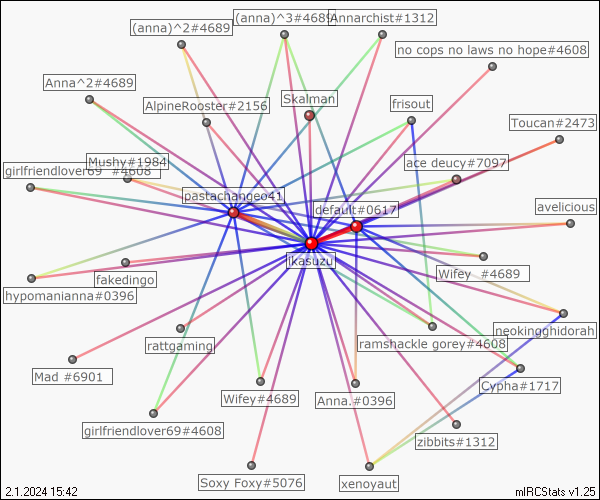 (anna)^2#4689
(anna)^3#4689
Annarchist#1312
no cops no laws no hope#4608
Anna^2#4689
AlpineRooster#2156
Skalman
frisout
Toucan#2473
Mushy#1984
girlfriendlover69 #4608
ace deucy#7097
pastachangeo41
default#0617
avelicious
ikasuzu
Wifey_#4689
fakedingo
hypomanianna#0396
neokingghidorah
rattgaming
ramshackle gorey#4608
Mad #6901
Cypha#1717
Wifey#4689
Anna.#0396
girlfriendlover69#4608
zibbits#1312
Soxy Foxy#5076
xenoyaut
2.1.2024 15:42
mIRCStats v1.25